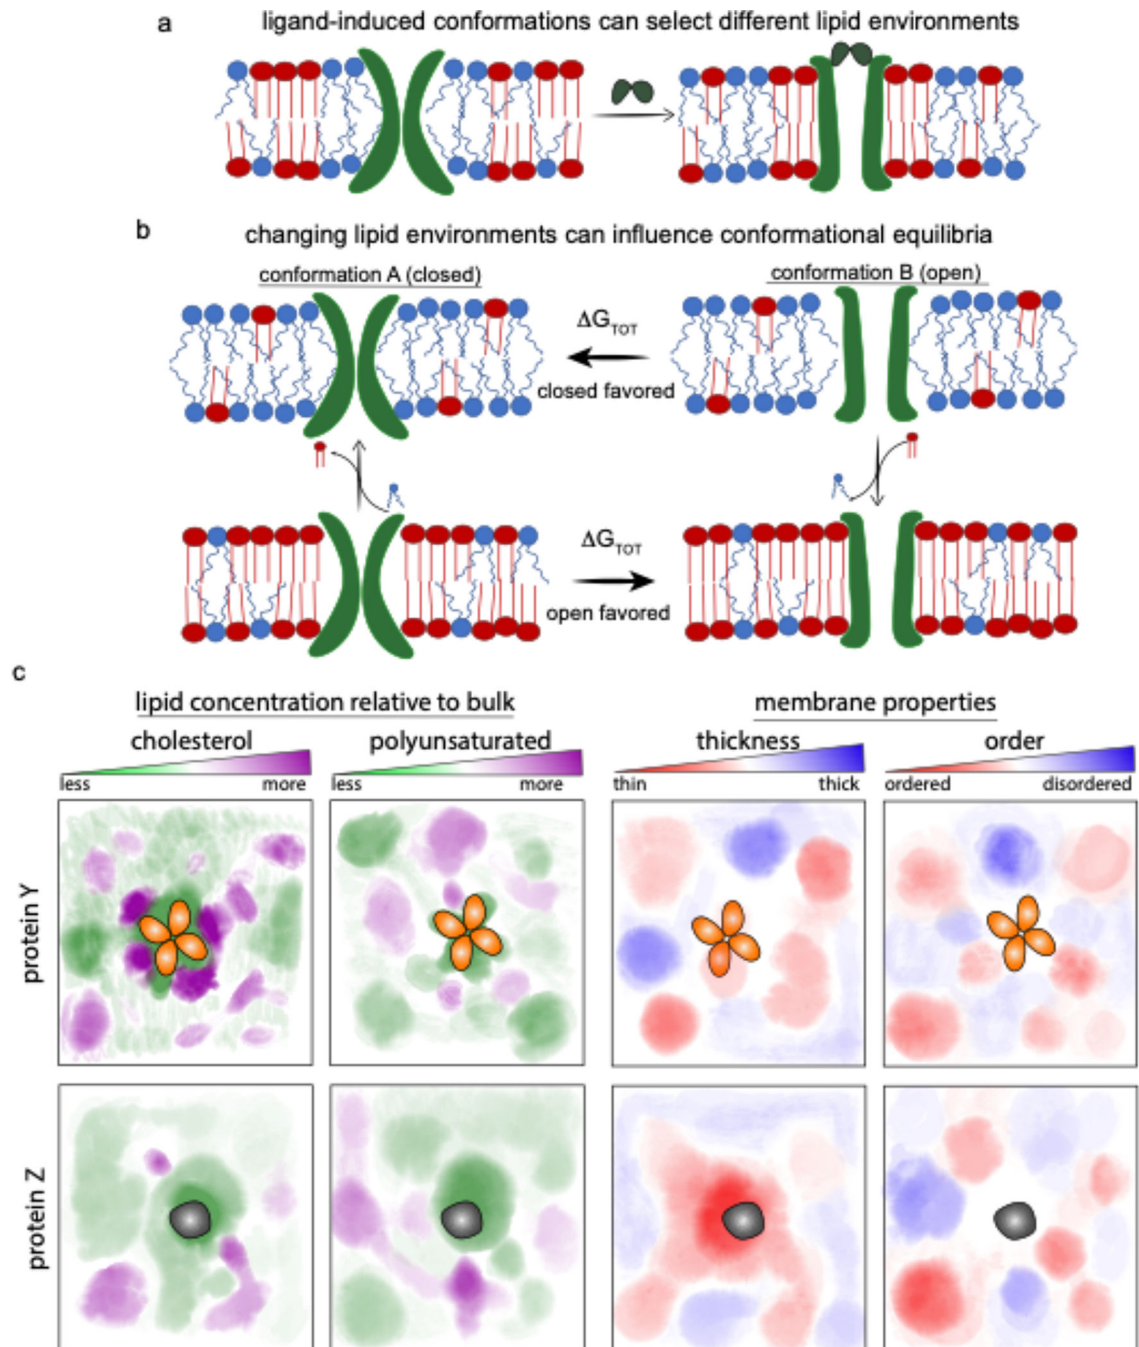 a
ligand-induced conformations can select different lipid environments
b
changing lipid environments can influence conformational equilibria
conformation A (closed)
conformation B (open)
ΔG_TOT
closed favored
ΔG_TOT
open favored
c
lipid concentration relative to bulk
membrane properties
cholesterol
polyunsaturated
thickness
order
less more
less more
thin thick
ordered disordered
protein Y
protein Z